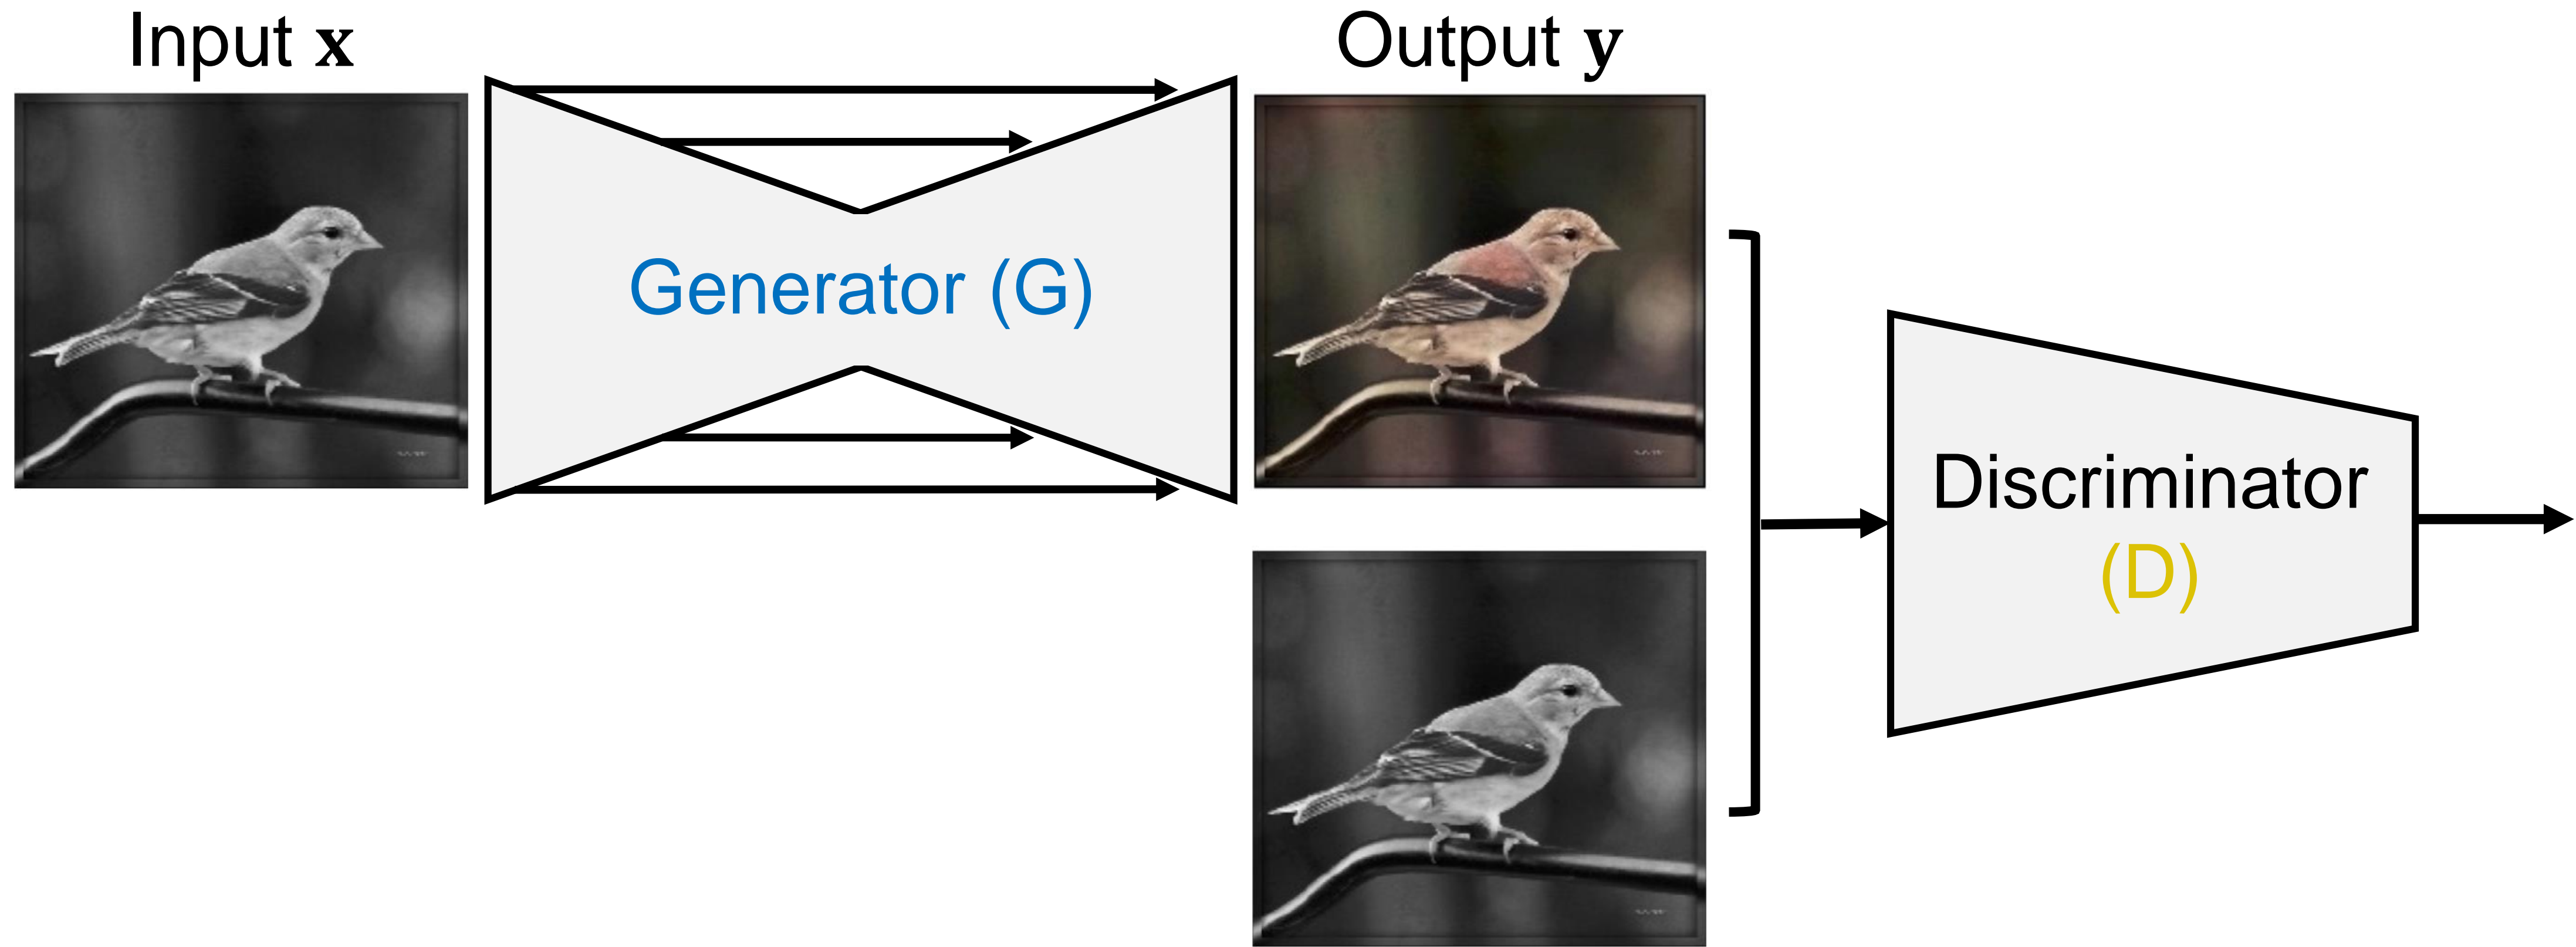 Input x
Output y
Generator (G)
Discriminator
(D)